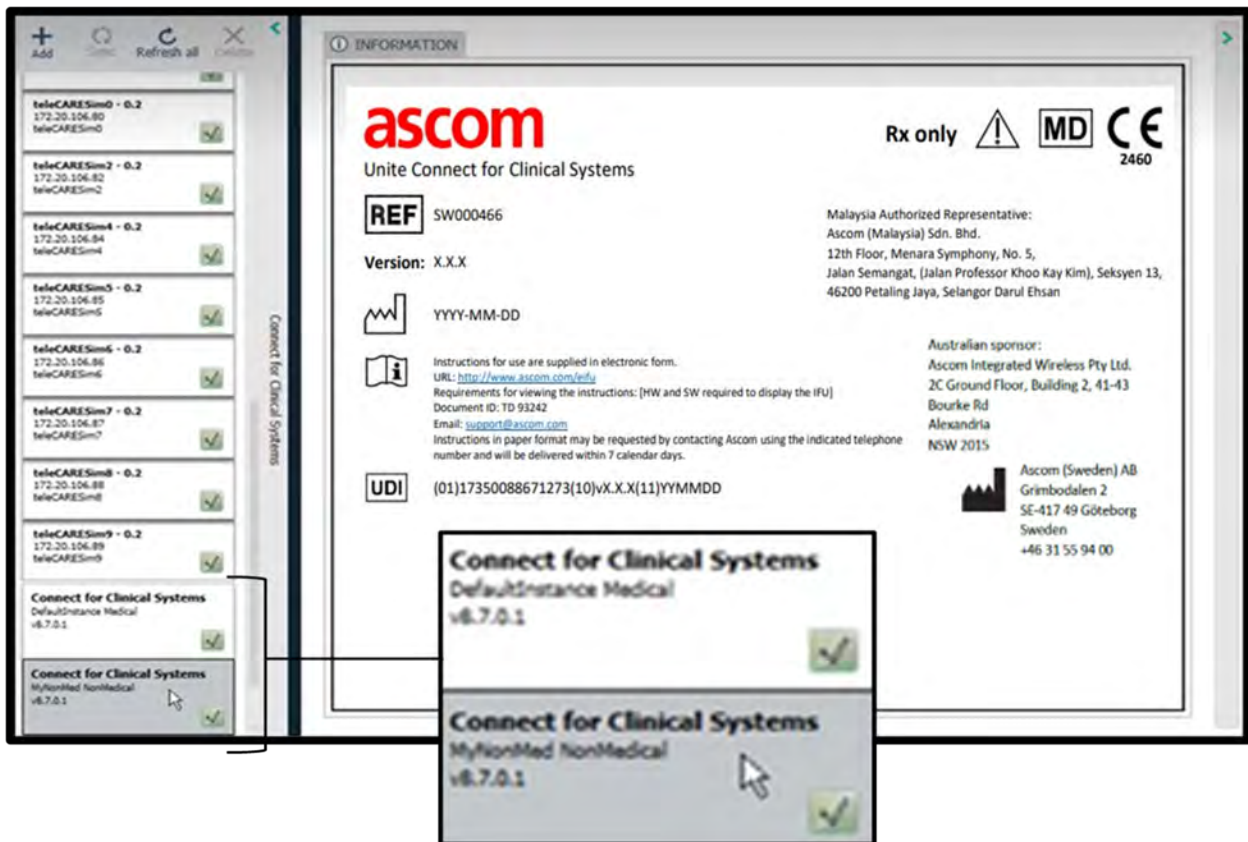 Add
Sync
Refresh all
Delete
teleCARESim0 - 0.2
172.20.106.80
teleCARESim0
teleCARESim2 - 0.2
172.20.106.82
teleCARESim2
teleCARESim4 - 0.2
172.20.106.84
teleCARESim4
teleCARESim5 - 0.2
172.20.106.85
teleCARESim5
teleCARESim6 - 0.2
172.20.106.86
teleCARESim6
teleCARESim7 - 0.2
172.20.106.87
teleCARESim7
teleCARESim8 - 0.2
172.20.106.88
teleCARESim8
teleCARESim9 - 0.2
172.20.106.89
teleCARESim9
Connect for Clinical Systems
DefaultInstance Medical
v8.7.0.1
Connect for Clinical Systems
MyNonMed NonMedical
v8.7.0.1
Connect for Clinical Systems
INFORMATION
ascom
Unite Connect for Clinical Systems
Rx only
MD
CE
2460
REF SW000466
Version: X.X.X
YYYY-MM-DD
Instructions for use are supplied in electronic form.
URL: http://www.ascom.com/eifu
Requirements for viewing the instructions: [HW and SW required to display the IFU]
Document ID: TD 93242
Email: support@ascom.com
Instructions in paper format may be requested by contacting Ascom using the indicated telephone
number and will be delivered within 7 calendar days.
UDI (01)17350088671273(10)vX.X.X(11)YYMMDD
Malaysia Authorized Representative:
Ascom (Malaysia) Sdn. Bhd.
12th Floor, Menara Symphony, No. 5,
Jalan Semangat, (Jalan Professor Khoo Kay Kim), Seksyen 13,
46200 Petaling Jaya, Selangor Darul Ehsan
Australian sponsor:
Ascom Integrated Wireless Pty Ltd.
2C Ground Floor, Building 2, 41-43
Bourke Rd
Alexandria
NSW 2015
Ascom (Sweden) AB
Grimbodalen 2
SE-417 49 Göteborg
Sweden
+46 31 55 94 00
Connect for Clinical Systems
DefaultInstance Medical
v8.7.0.1
Connect for Clinical Systems
MyNonMed NonMedical
v8.7.0.1